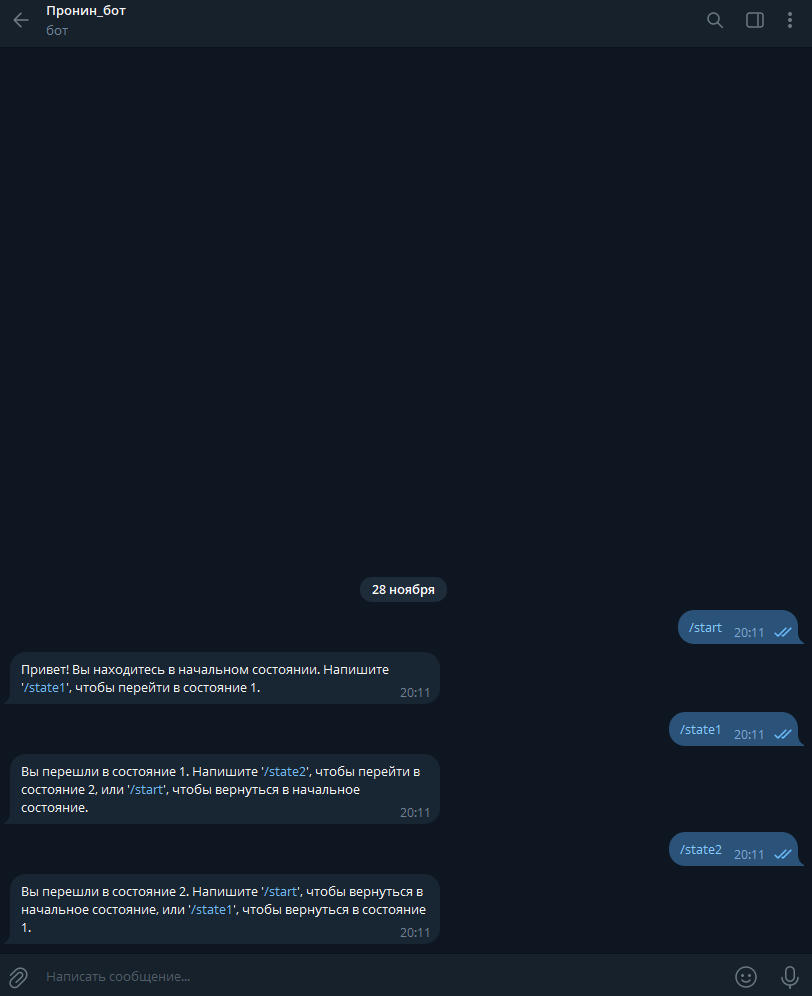 Пронин_бот
бот
28 ноября
/start 20:11
Привет! Вы находитесь в начальном состоянии. Напишите
'/state1', чтобы перейти в состояние 1.
20:11
/state1 20:11
Вы перешли в состояние 1. Напишите '/state2', чтобы перейти в
состояние 2, или '/start', чтобы вернуться в начальное
состояние.
20:11
/state2 20:11
Вы перешли в состояние 2. Напишите '/start', чтобы вернуться в
начальное состояние, или '/state1', чтобы вернуться в состояние
1.
20:11
Написать сообщение...